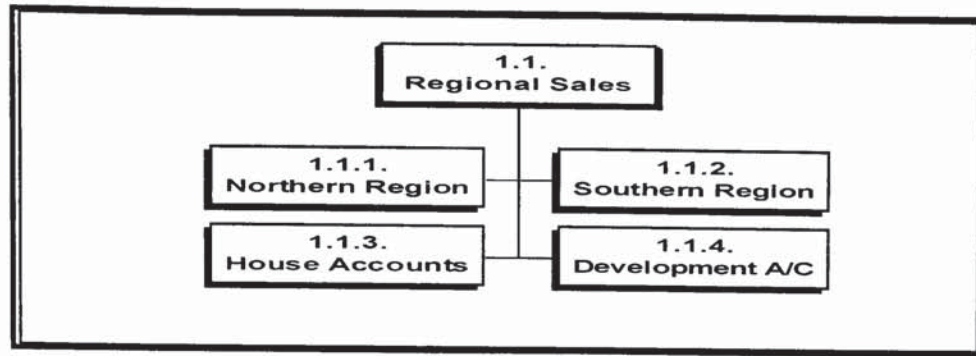 1.1.
Regional Sales
1.1.1.
Northern Region
1.1.2.
Southern Region
1.1.3.
House Accounts
1.1.4.
Development A/C